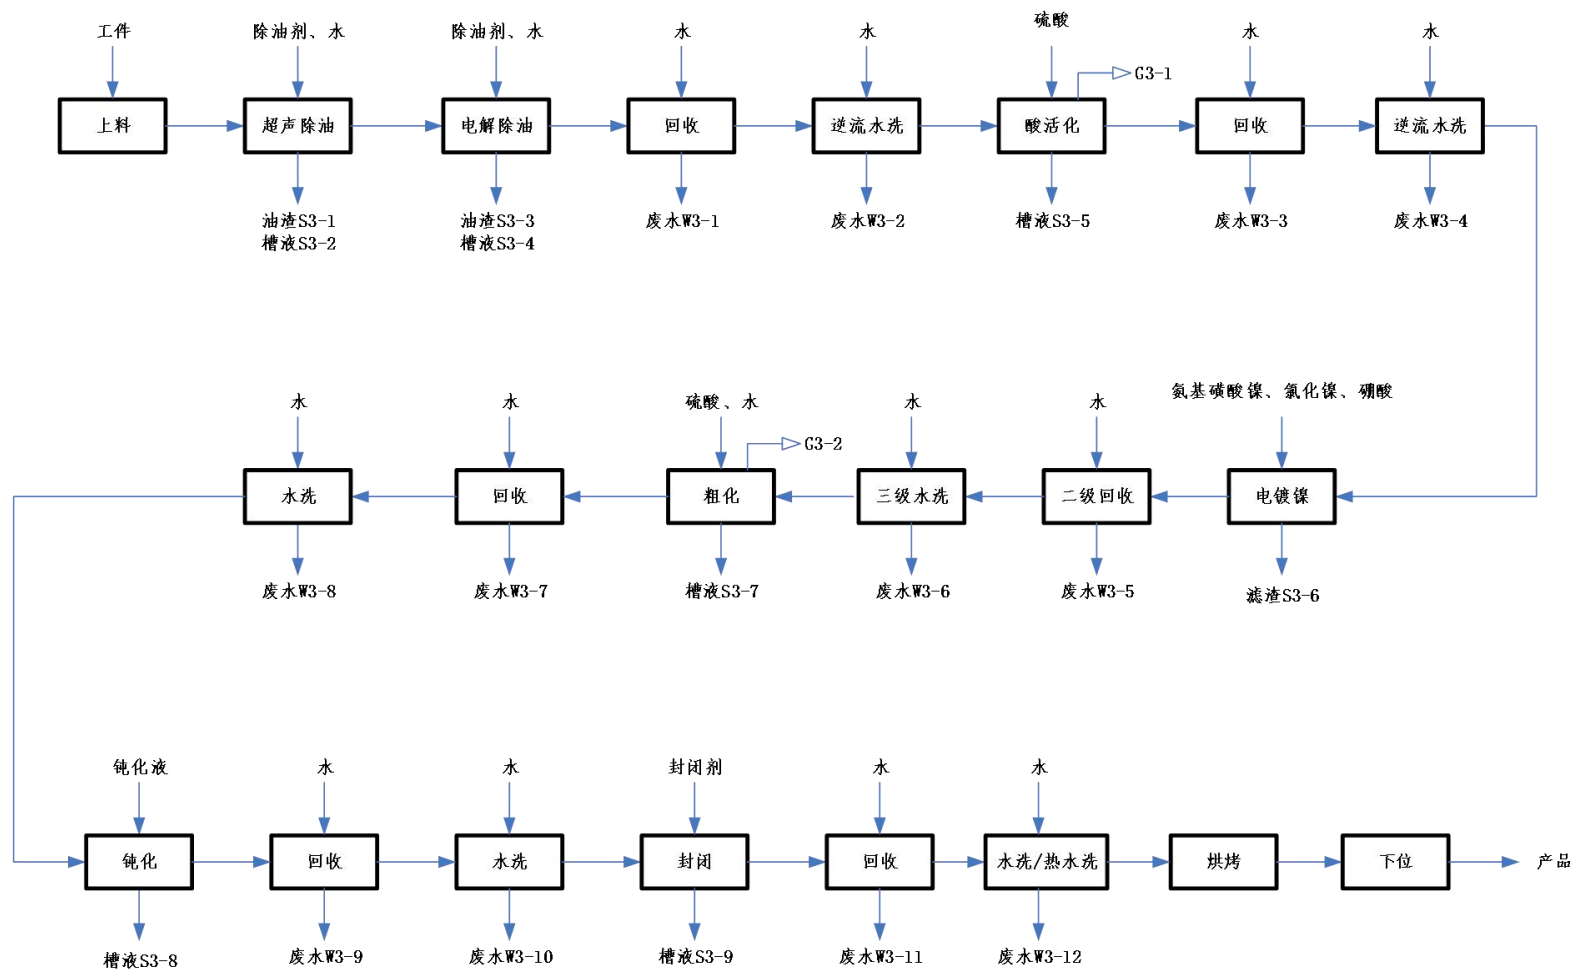 工件
除油剂、水
除油剂、水
水
水
硫酸
水
水
G3-1
上料
超声除油
电解除油
回收
逆流水洗
酸活化
回收
逆流水洗
油渣S3-1
槽液S3-2
油渣S3-3
槽液S3-4
废水W3-1
废水W3-2
槽液S3-5
废水W3-3
废水W3-4
水
水
硫酸、水
水
水
氨基磺酸镍、氯化镍、硼酸
G3-2
水洗
回收
粗化
三级水洗
二级回收
电镀镍
废水W3-8
废水W3-7
槽液S3-7
废水W3-6
废水W3-5
滤渣S3-6
钝化液
水
水
封闭剂
水
水
钝化
回收
水洗
封闭
回收
水洗/热水洗
烘烤
下位
产品
槽液S3-8
废水W3-9
废水W3-10
槽液S3-9
废水W3-11
废水W3-12